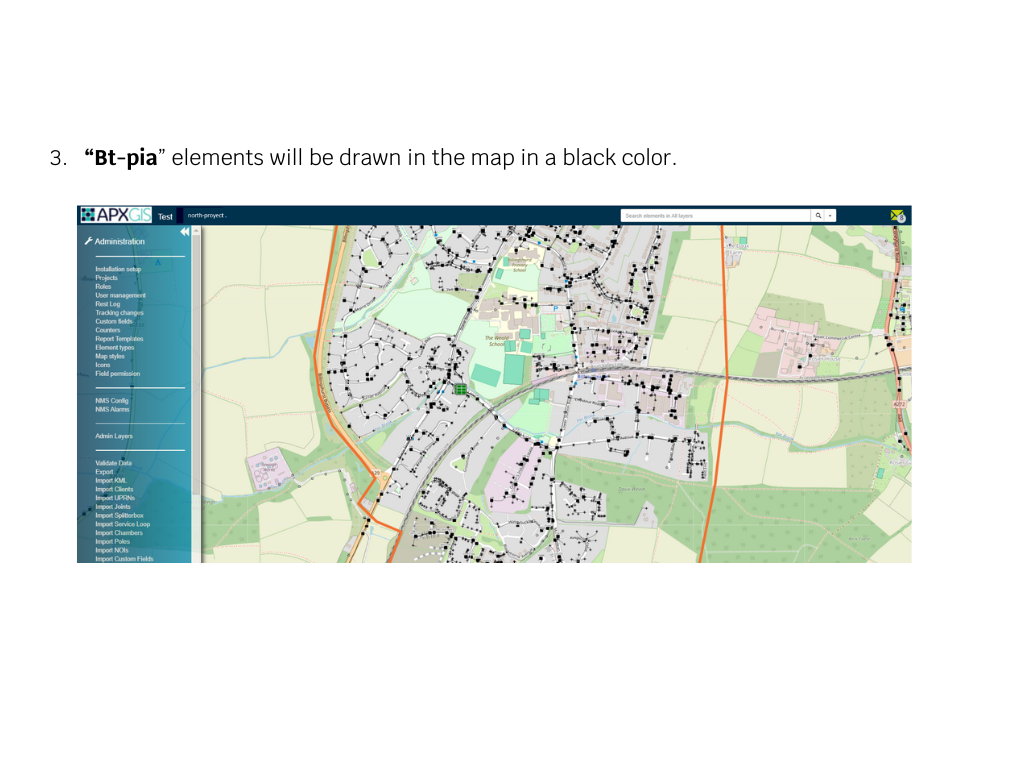 3. “Bt-pia” elements will be drawn in the map in a black color.
APXGIS Test north-proyect .
Search elements in All layers
Administration
Installation setup
Projects
Roles
User management
Rest Log
Tracking changes
Custom fields
Counters
Report Templates
Element types
Map styles
Icons
Field permission
NMS Config
NMS Alarms
Admin Layers
Validate Data
Export
Import KML
Import Clients
Import UPRNs
Import Joints
Import Splitterbox
Import Service Loop
Import Chambers
Import Poles
Import NOIs
Import Custom Fields
Primary
School
P
School